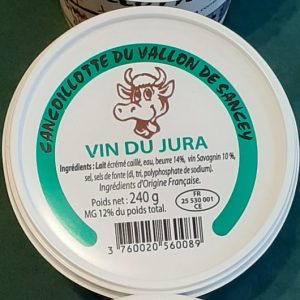 CANCOILLOTTE DU VALLON DE SANCEY
VIN DU JURA
Ingrédients : Lait écrémé caillé, eau, beurre 14%, vin Savagnin 10 %,
sel, sels de fonte (di, tri, polyphosphate de sodium).
Ingrédients d'Origine Française.
Poids net : 240 g
MG 12% du poids total.
FR
25 530 001
CE
3 760020 560089